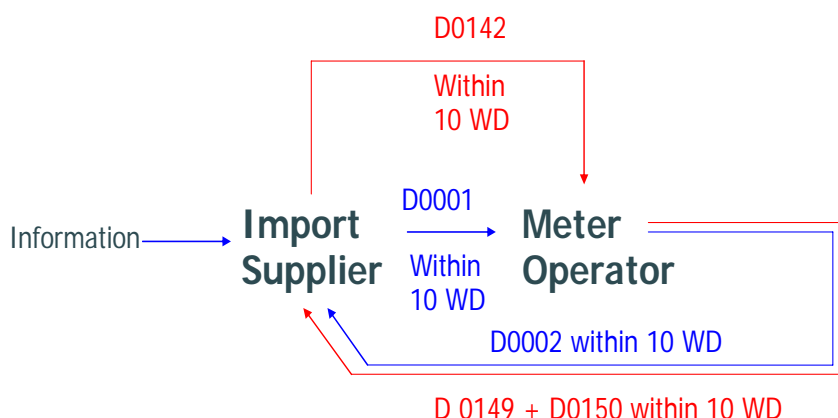 D0142
Within
10 WD
D0001
Information
Import
Supplier
Meter
Operator
Within
10 WD
D0002 within 10 WD
D 0149 + D0150 within 10 WD